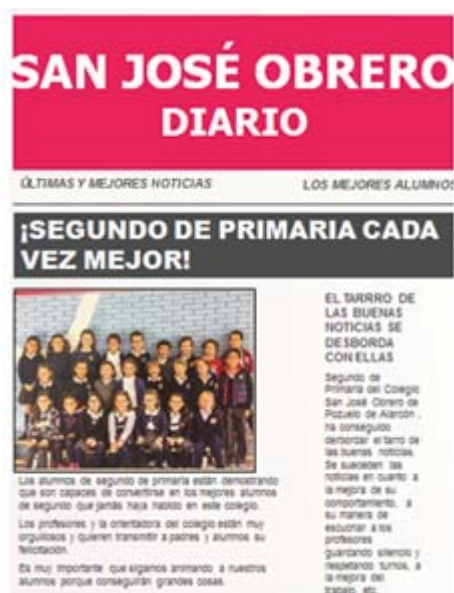 SAN JOSÉ OBRERO
DIARIO
ÚLTIMAS Y MEJORES NOTICIAS
LOS MEJORES ALUMNOS
¡SEGUNDO DE PRIMARIA CADA
VEZ MEJOR!
Los alumnos de segundo de primaria están demostrando
que son capaces de convertirse en los mejores alumnos
de segundo que jamás haya habido en este colegio.
Los profesores y la orientadora del colegio están muy
orgullosos y quieren transmitir a padres y alumnos su
felicitación.
Es muy importante que sigamos animando a nuestros
alumnos porque conseguirán grandes cosas.
EL TARRRO DE
LAS BUENAS
NOTICIAS SE
DESBORDA
CON ELLAS
Segundo de
Primaria del Colegio
San José Obrero de
Pozuelo de Alarcón ,
ha conseguido
derbordar el tarro de
las buenas noticias.
Se suceden las
noticias en cuanto a
la mejora de su
comportamiento, a
su manera de
escuchar a los
profesores
guardando silencio y
respetando turnos, a
la mejora del
trabajo, etc.